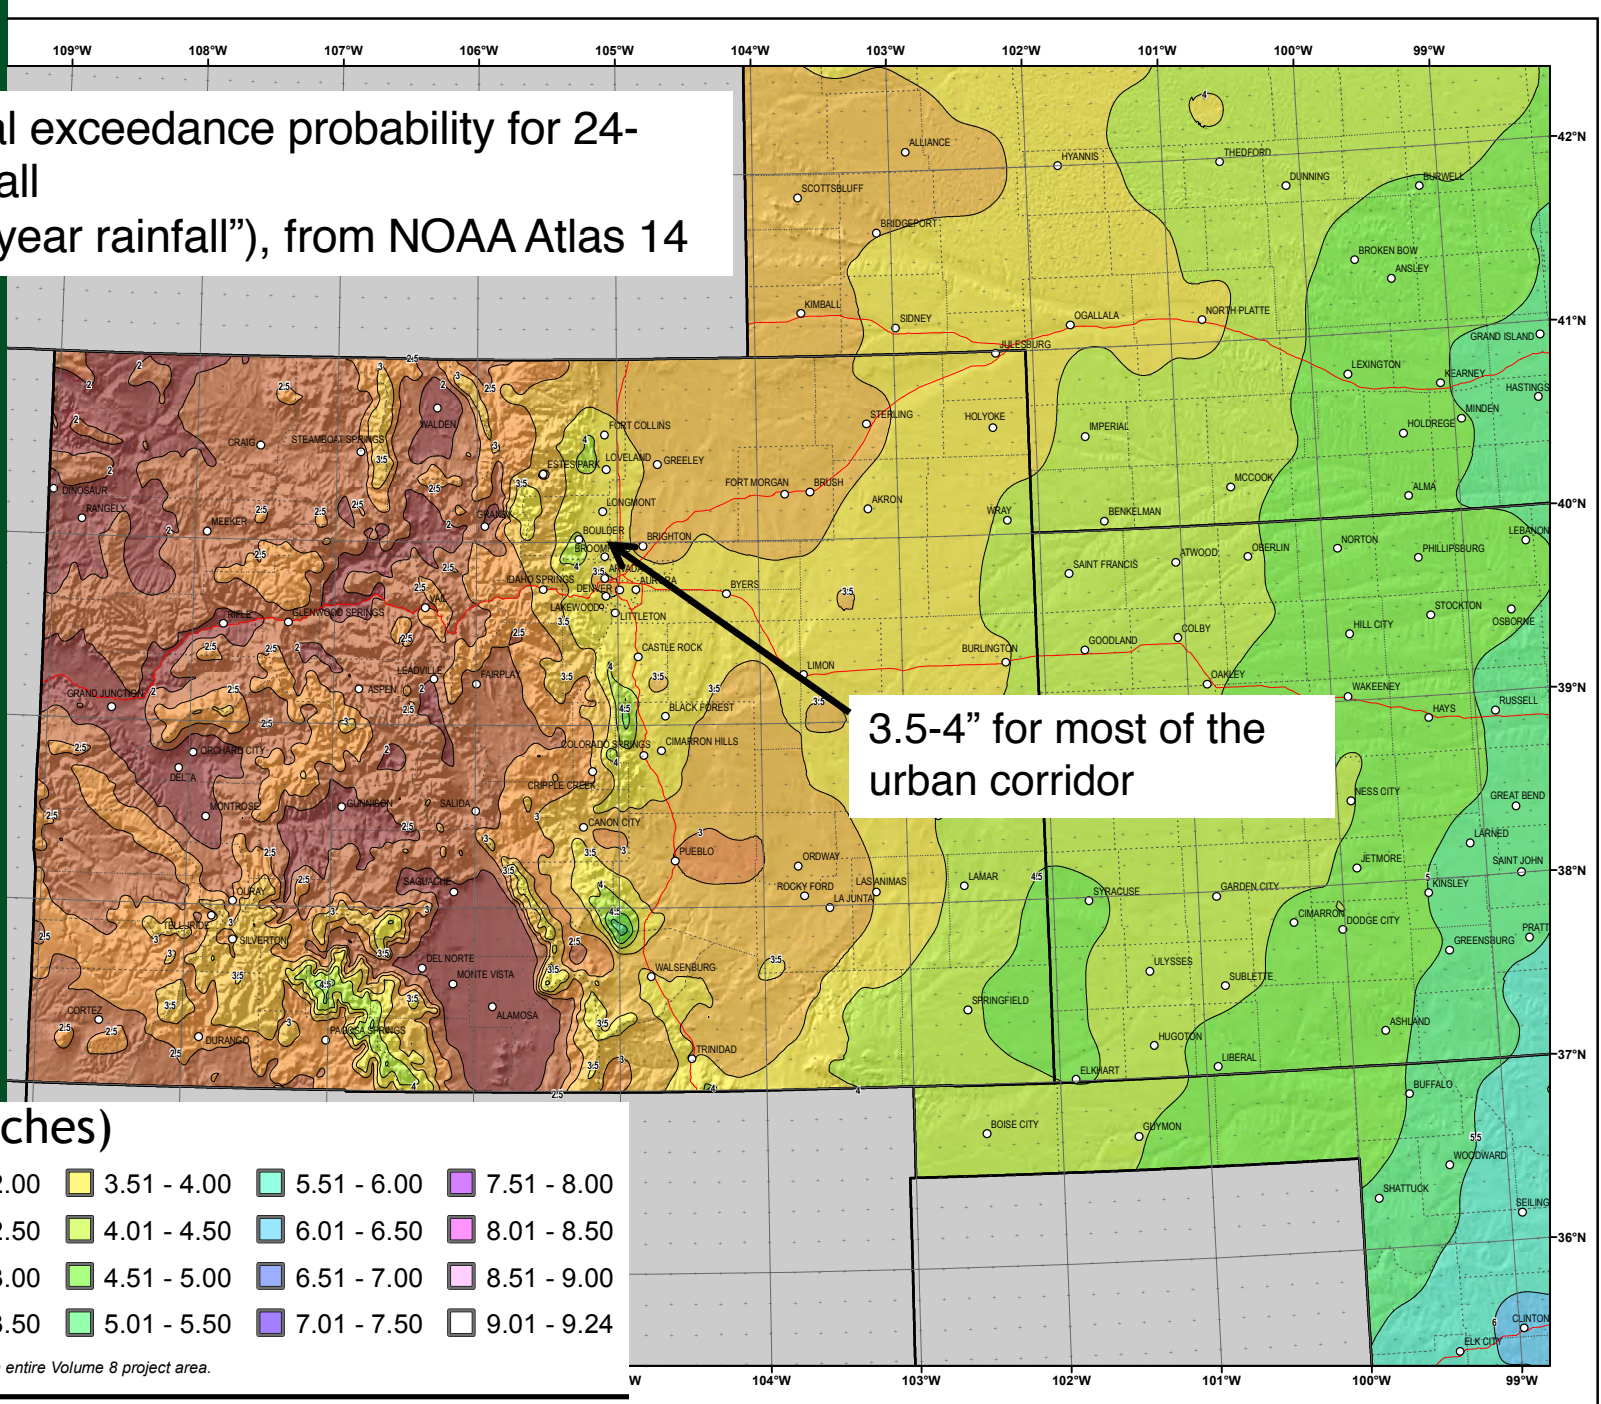 109°W 108°W 107°W 106°W 105°W 104°W 103°W 102°W 101°W 100°W 99°W
al exceedance probability for 24-
all
year rainfall”), from NOAA Atlas 14
42°N
41°N
40°N
39°N
38°N
37°N
36°N
ALLIANCE
HYANNIS
THEDFORD
DUNNING
BURWELL
SCOTTSBLUFF
BRIDGEPORT
BROKEN BOW
ANSLEY
KIMBALL
SIDNEY
OGALLALA
NORTH PLATTE
GRAND ISLAND
JULESBURG
LEXINGTON
KEARNEY
HASTINGS
MINDEN
HOLDREGE
WALDEN
CRAIG
STEAMBOAT SPRINGS
FORT COLLINS
STERLING
HOLYOKE
IMPERIAL
ESTES PARK
LOVELAND
GREELEY
MCCOOK
ALMA
DINOSAUR
RANGELY
MEEKER
GRANBY
LONGMONT
FORT MORGAN
BRUSH
AKRON
WRAY
BENKELMAN
BOULDER
BRIGHTON
ATWOOD
OBERLIN
NORTON
PHILLIPSBURG
LEBANON
ARVADA
IDAHO SPRINGS
DENVER
AURORA
BYERS
SAINT FRANCIS
LAKEWOOD
LITTLETON
STOCKTON
OSBORNE
HILL CITY
RIFLE
GLENWOOD SPRINGS
VAIL
CASTLE ROCK
LIMON
BURLINGTON
GOODLAND
COLBY
OAKLEY
WAKEENEY
HAYS
RUSSELL
GRAND JUNCTION
ASPEN
LEADVILLE
FAIRPLAY
BLACK FOREST
3.5-4” for most of the
urban corridor
ORCHARD CITY
DELTA
COLORADO SPRINGS
CIMARRON HILLS
CRIPPLE CREEK
MONTROSE
GUNNISON
SALIDA
CANON CITY
NESS CITY
GREAT BEND
LARNED
PUEBLO
ORDWAY
JETMORE
SAINT JOHN
SAGUACHE
OURAY
ROCKY FORD
LAS ANIMAS
LA JUNTA
LAMAR
SYRACUSE
GARDEN CITY
KINSLEY
TELLURIDE
SILVERTON
CIMARRON
DODGE CITY
PRATT
GREENSBURG
DEL NORTE
MONTE VISTA
WALSENBURG
ULYSSES
SUBLETTE
CORTEZ
DURANGO
PAGOSA SPRINGS
ALAMOSA
TRINIDAD
SPRINGFIELD
HUGOTON
LIBERAL
ASHLAND
ELKHART
BUFFALO
BOISE CITY
GUYMON
WOODWARD
SHATTUCK
SEILING
CLINTON
ELK CITY
ches)
2.00 3.51 - 4.00 5.51 - 6.00 7.51 - 8.00
2.50 4.01 - 4.50 6.01 - 6.50 8.01 - 8.50
3.00 4.51 - 5.00 6.51 - 7.00 8.51 - 9.00
3.50 5.01 - 5.50 7.01 - 7.50 9.01 - 9.24
entire Volume 8 project area.
W 104°W 103°W 102°W 101°W 100°W 99°W